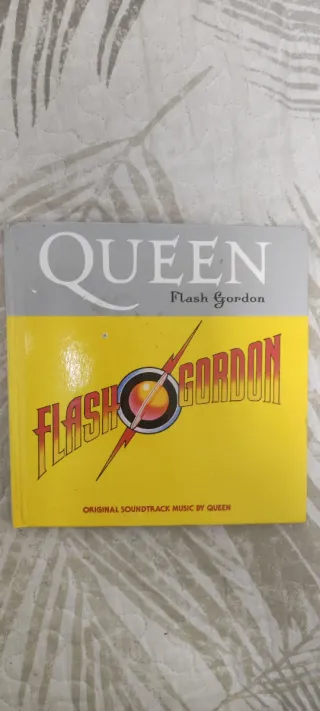 QUEEN
Flash Gordon
FLASH GORDON
ORIGINAL SOUNDTRACK MUSIC BY QUEEN